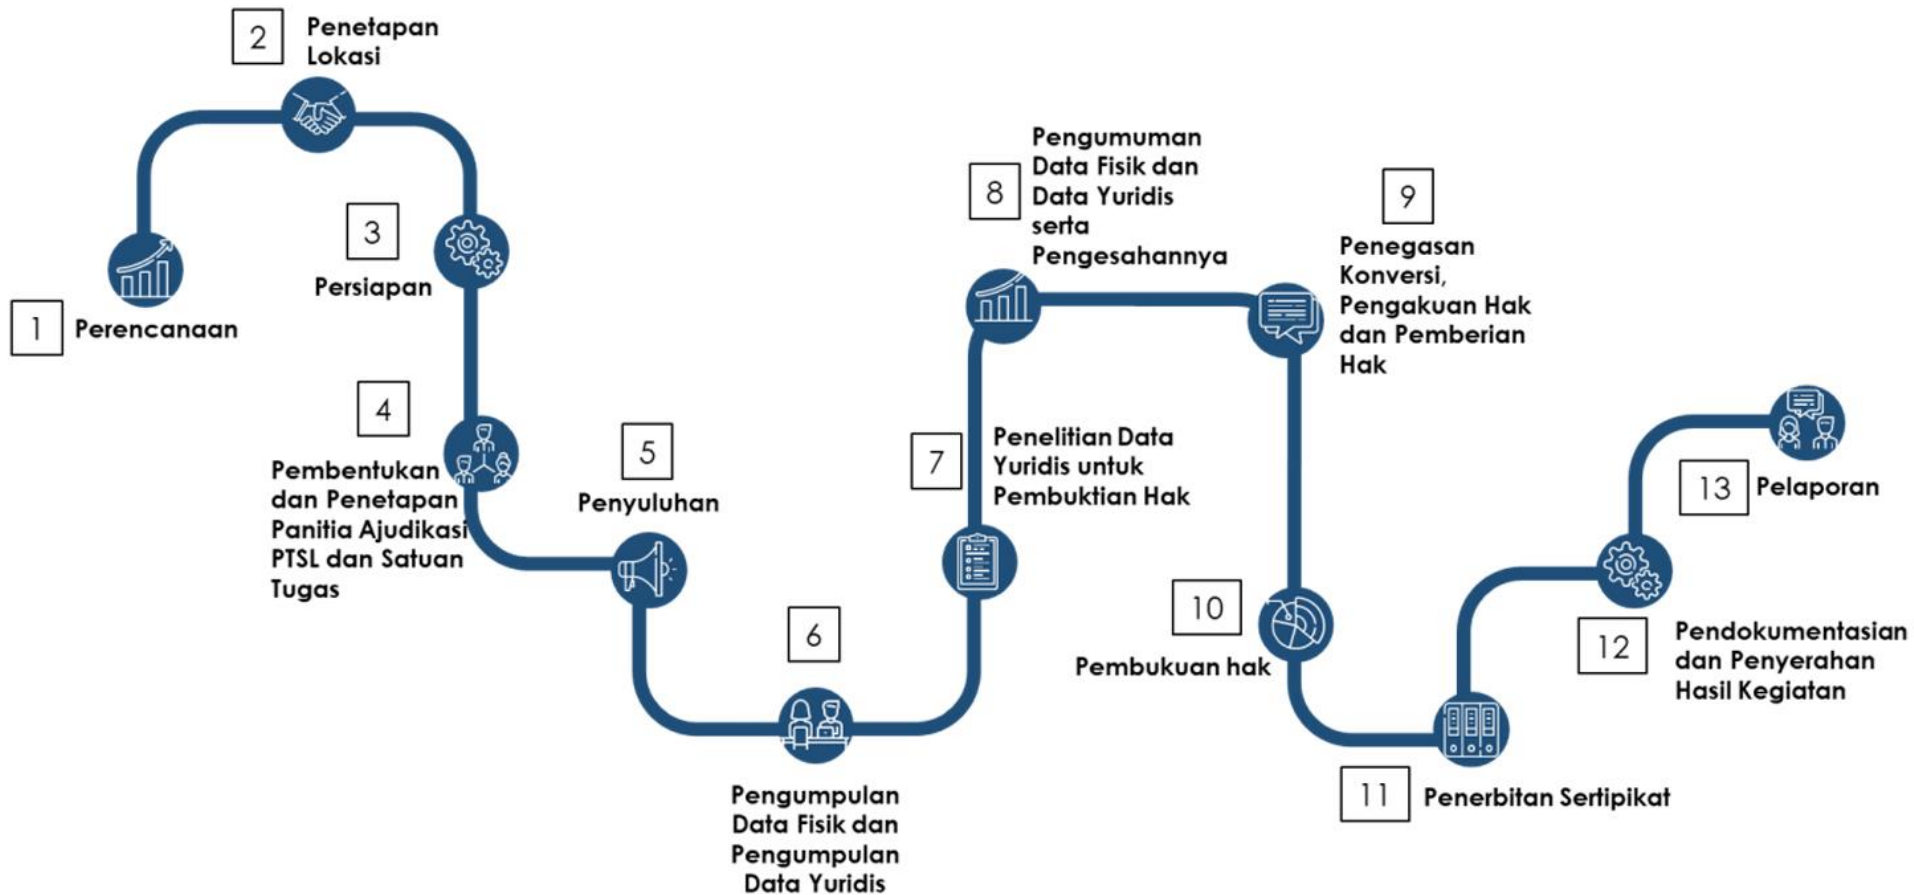 1
Perencanaan
2
Penetapan
Lokasi
3
Persiapan
4
Pembentukan
dan Penetapan
Panitia Ajudikasi
PTSL dan Satuan
Tugas
5
Penyuluhan
6
Pengumpulan
Data Fisik dan
Pengumpulan
Data Yuridis
7
Penelitian Data
Yuridis untuk
Pembuktian Hak
8
Pengumuman
Data Fisik dan
Data Yuridis
serta
Pengesahannya
9
Penegasan
Konversi,
Pengakuan Hak
dan Pemberian
Hak
10
Pembukuan hak
11
Penerbitan Sertipikat
12
Pendokumentasian
dan Penyerahan
Hasil Kegiatan
13
Pelaporan